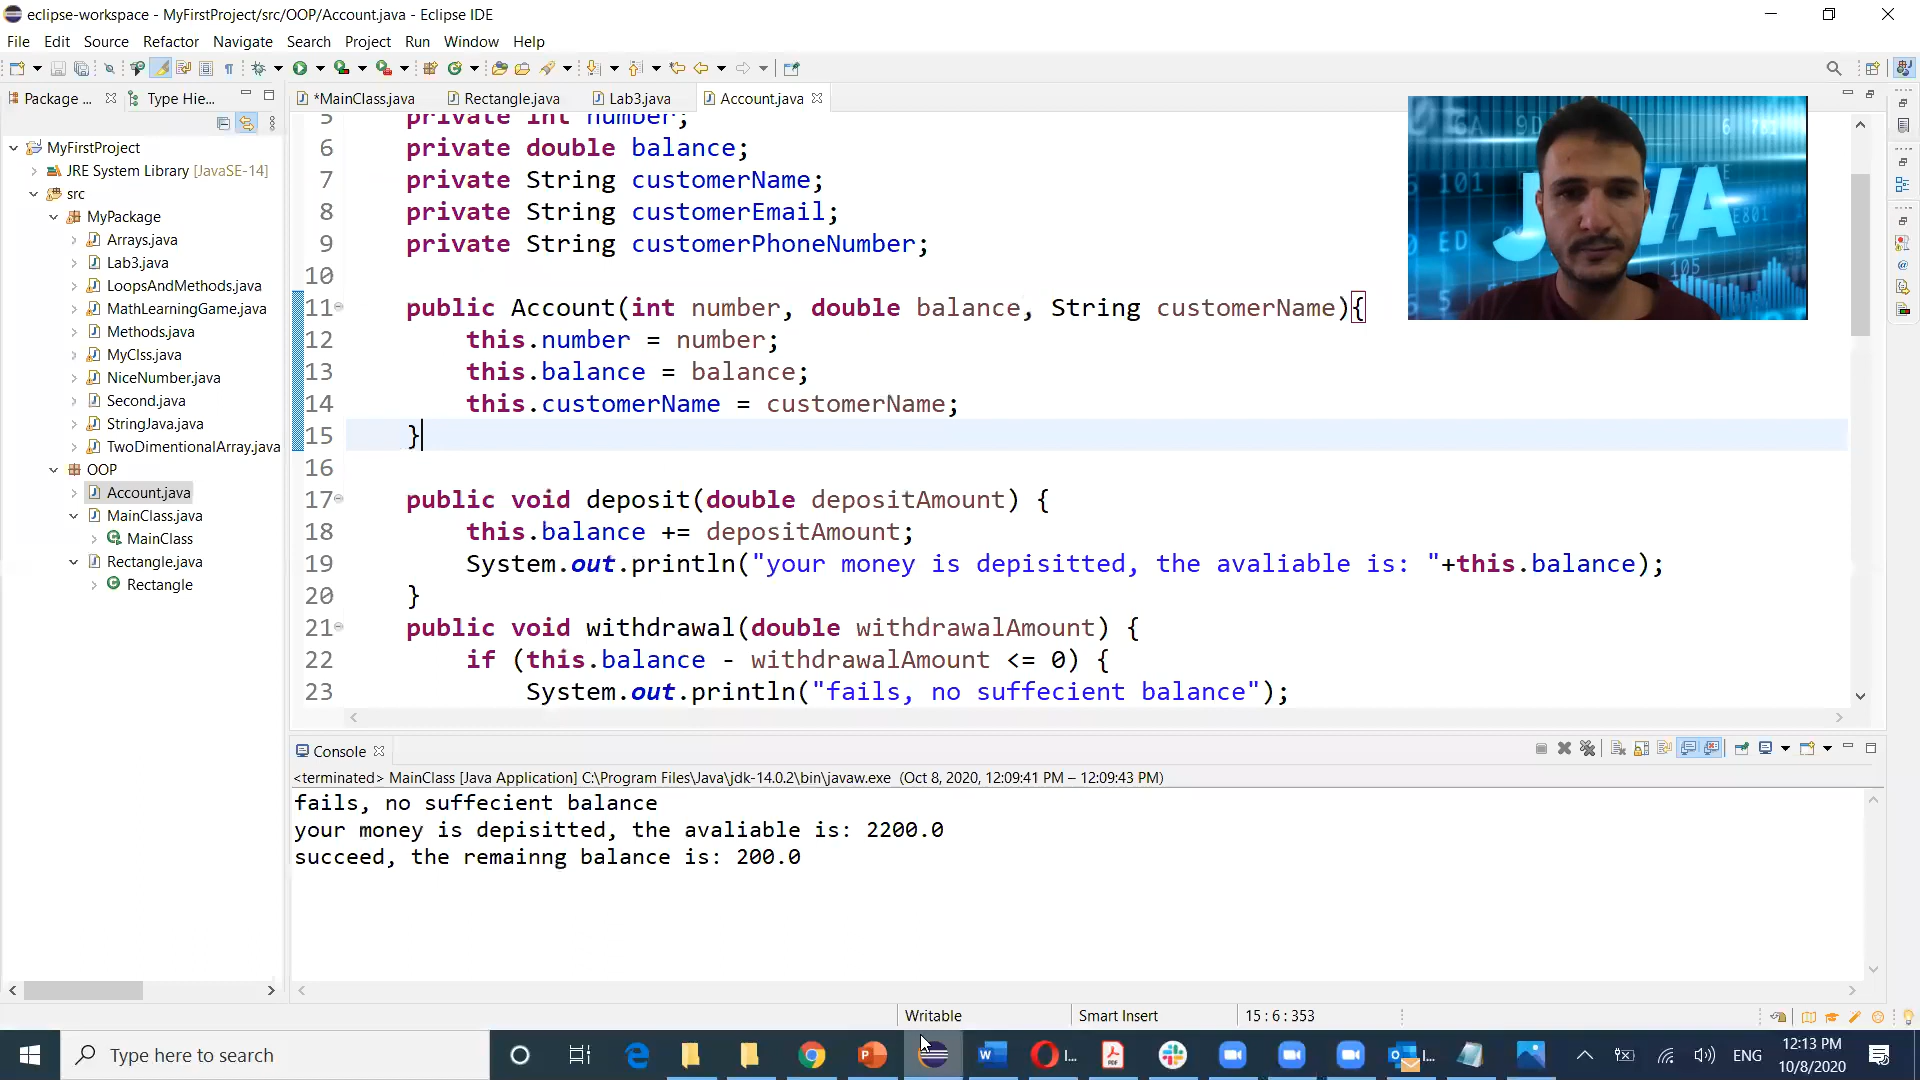 eclipse-workspace - MyFirstProject/src/OOP/Account.java - Eclipse IDE
File Edit Source Refactor Navigate Search Project Run Window Help
Package ... Type Hie...
*MainClass.java Rectangle.java Lab3.java Account.java
MyFirstProject
JRE System Library [JavaSE-14]
src
MyPackage
Arrays.java
Lab3.java
LoopsAndMethods.java
MathLearningGame.java
Methods.java
MyClss.java
NiceNumber.java
Second.java
StringJava.java
TwoDimentionalArray.java
OOP
Account.java
MainClass.java
MainClass
Rectangle.java
Rectangle
5 private int number;
6 private double balance;
7 private String customerName;
8 private String customerEmail;
9 private String customerPhoneNumber;
10
11 public Account(int number, double balance, String customerName){
12 this.number = number;
13 this.balance = balance;
14 this.customerName = customerName;
15 }
16
17 public void deposit(double depositAmount) {
18 this.balance += depositAmount;
19 System.out.println("your money is depisitted, the avaliable is: "+this.balance);
20 }
21 public void withdrawal(double withdrawalAmount) {
22 if (this.balance - withdrawalAmount <= 0) {
23 System.out.println("fails, no suffecient balance");
JAVA
Console
<terminated> MainClass [Java Application] C:\Program Files\Java\jdk-14.0.2\bin\javaw.exe (Oct 8, 2020, 12:09:41 PM – 12:09:43 PM)
fails, no suffecient balance
your money is depisitted, the avaliable is: 2200.0
succeed, the remainng balance is: 200.0
Writable Smart Insert 15 : 6 : 353
Type here to search
ENG
12:13 PM
10/8/2020